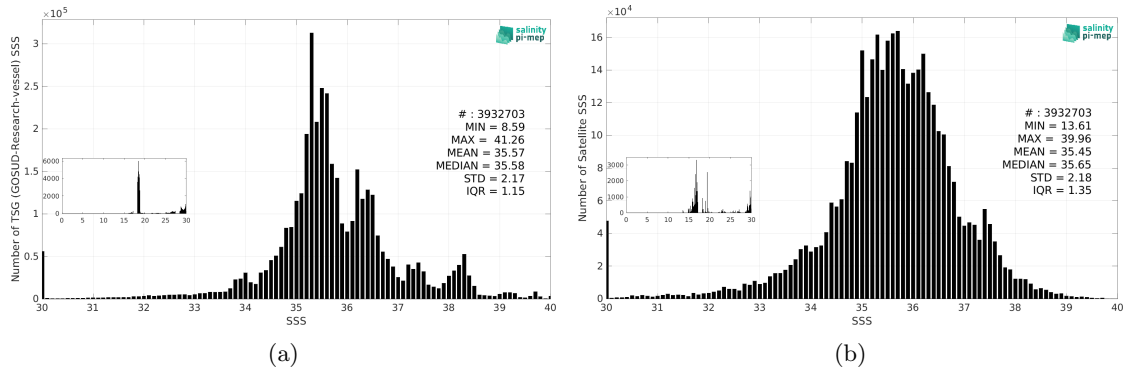 ×10^5
salinity
pi-mep
Number of TSG (GOSUD-Research-vessel) SSS
3
2.5
2
1.5
1
0.5
0
# : 3932703
MIN = 8.59
MAX = 41.26
MEAN = 35.57
MEDIAN = 35.58
STD = 2.17
IQR = 1.15
6000
4000
2000
0
0 5 10 15 20 25 30
30 31 32 33 34 35 36 37 38 39 40
SSS
(a)
×10^4
salinity
pi-mep
Number of Satellite SSS
16
14
12
10
8
6
4
2
0
# : 3932703
MIN = 13.61
MAX = 39.96
MEAN = 35.45
MEDIAN = 35.65
STD = 2.18
IQR = 1.35
3000
2000
1000
0
0 5 10 15 20 25 30
30 31 32 33 34 35 36 37 38 39 40
SSS
(b)